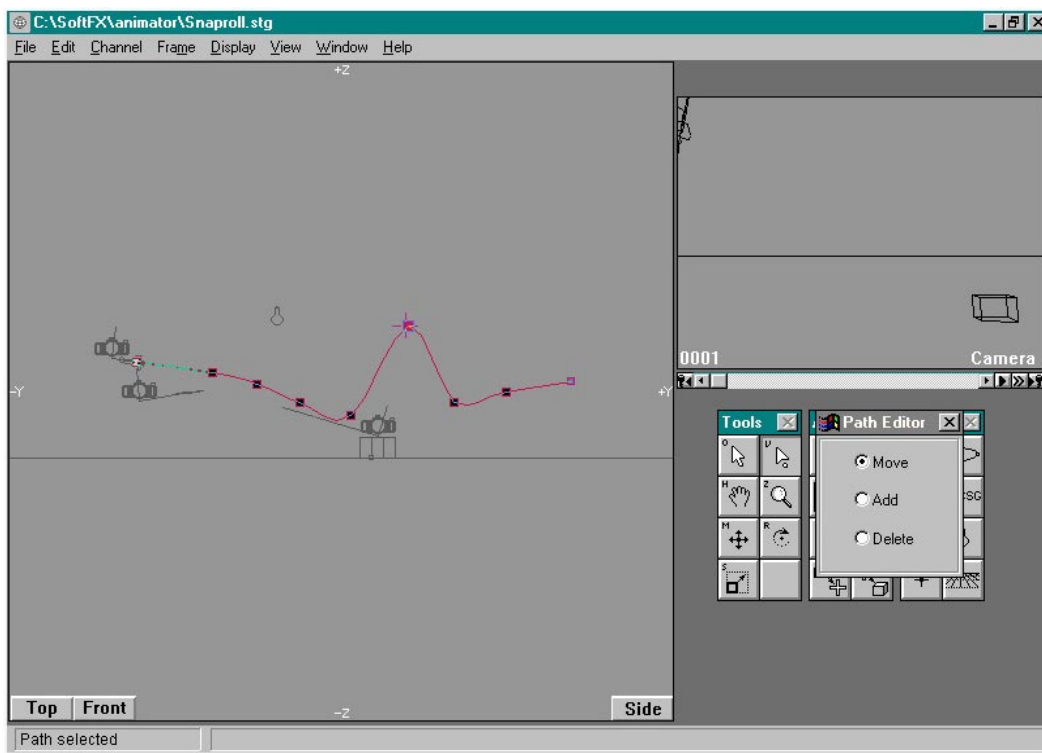 C:\SoftFX\animator\Snaproll.stg
File Edit Channel Frame Display View Window Help
+Z
0001 Camera
-Y +Y
Tools Path Editor
O V
Move
H Z CSG
Add
M R
Delete
S
Top Front -Z Side
Path selected